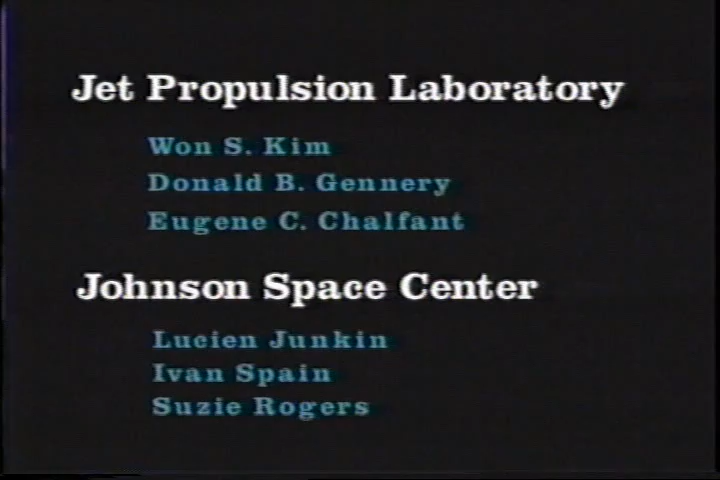 Jet Propulsion Laboratory
Won S. Kim
Donald B. Gennery
Eugene C. Chalfant
Johnson Space Center
Lucien Junkin
Ivan Spain
Suzie Rogers